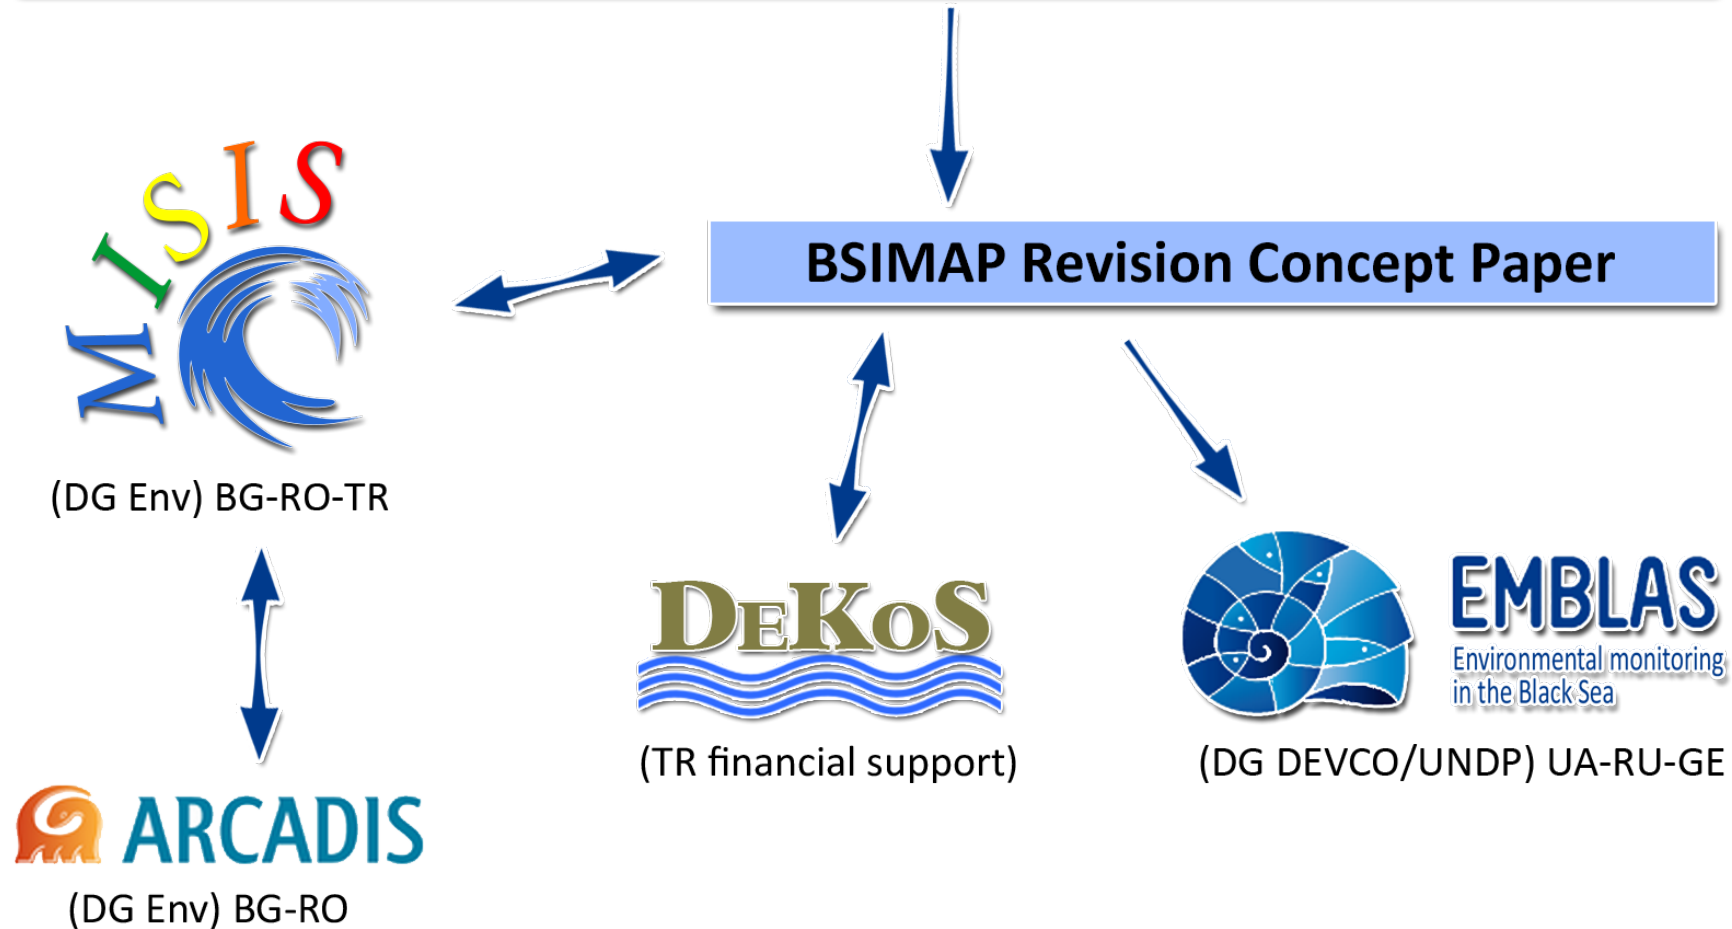 BSIMAP Revision Concept Paper
MISIS
(DG Env) BG-RO-TR
DEKOS
(TR financial support)
EMBLAS
Environmental monitoring
in the Black Sea
(DG DEVCO/UNDP) UA-RU-GE
ARCADIS
(DG Env) BG-RO